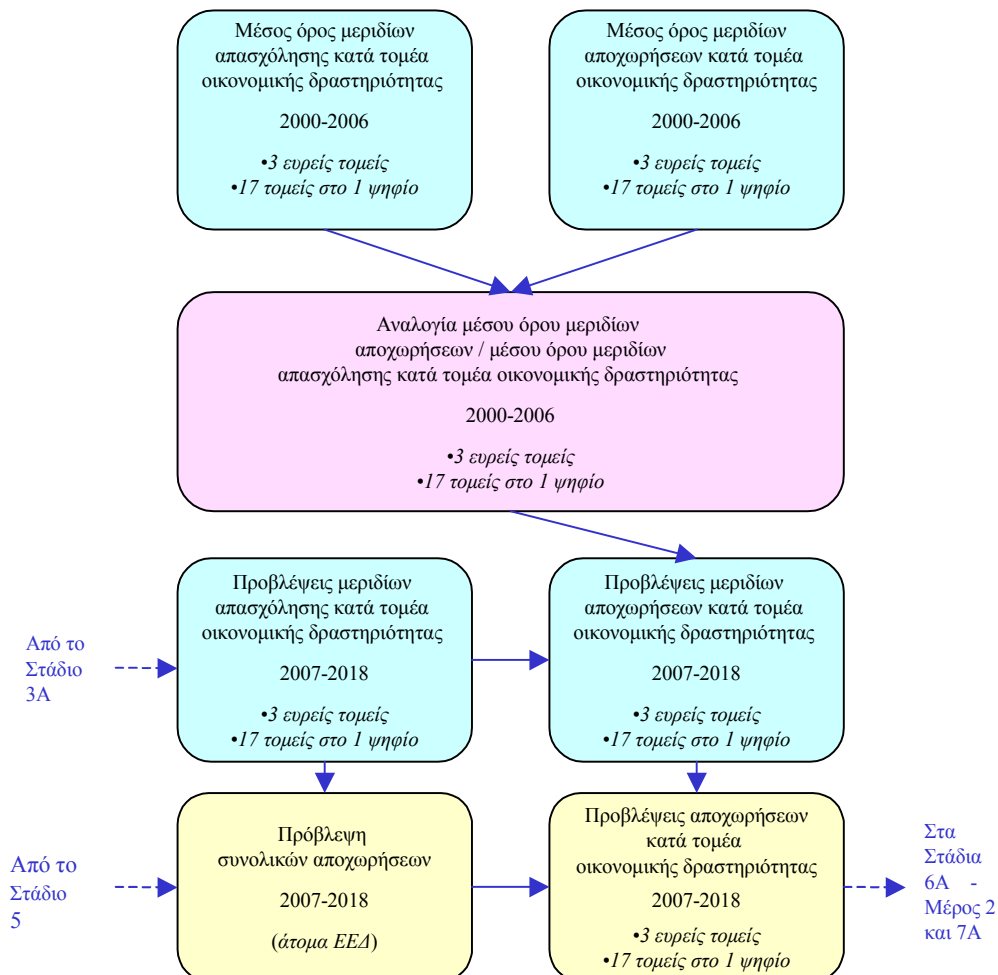 Μέσος όρος μεριδίων
απασχόλησης κατά τομέα
οικονομικής δραστηριότητας
2000-2006
•3 ευρείς τομείς
•17 τομείς στο 1 ψηφίο
Μέσος όρος μεριδίων
αποχωρήσεων κατά τομέα
οικονομικής δραστηριότητας
2000-2006
•3 ευρείς τομείς
•17 τομείς στο 1 ψηφίο
Αναλογία μέσου όρου μεριδίων
αποχωρήσεων / μέσου όρου μεριδίων
απασχόλησης κατά τομέα οικονομικής δραστηριότητας
2000-2006
•3 ευρείς τομείς
•17 τομείς στο 1 ψηφίο
Από το
Στάδιο
3Α
Προβλέψεις μεριδίων
απασχόλησης κατά τομέα
οικονομικής δραστηριότητας
2007-2018
•3 ευρείς τομείς
•17 τομείς στο 1 ψηφίο
Προβλέψεις μεριδίων
αποχωρήσεων κατά τομέα
οικονομικής δραστηριότητας
2007-2018
•3 ευρείς τομείς
•17 τομείς στο 1 ψηφίο
Από το
Στάδιο
5
Πρόβλεψη
συνολικών αποχωρήσεων
2007-2018
(άτομα ΕΕΔ)
Προβλέψεις αποχωρήσεων
κατά τομέα
οικονομικής δραστηριότητας
2007-2018
•3 ευρείς τομείς
•17 τομείς στο 1 ψηφίο
Στα
Στάδια
6Α -
Μέρος 2
και 7Α